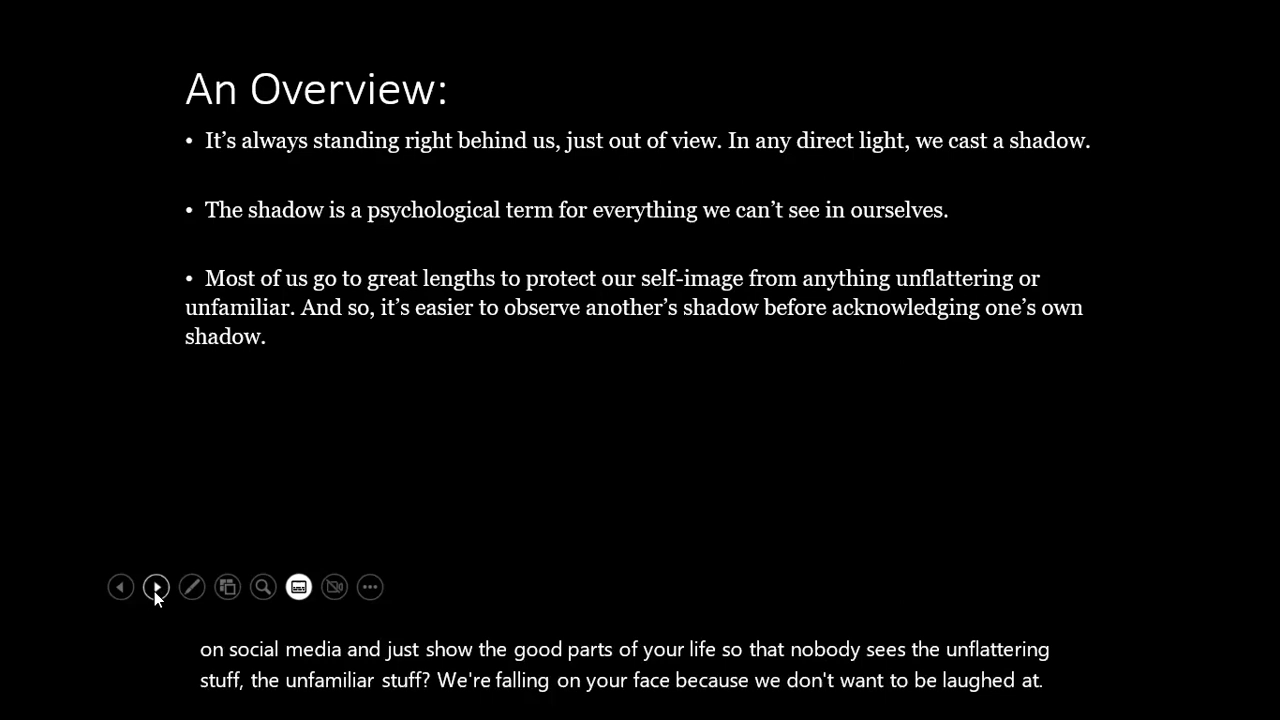 An Overview:
• It’s always standing right behind us, just out of view. In any direct light, we cast a shadow.
• The shadow is a psychological term for everything we can’t see in ourselves.
• Most of us go to great lengths to protect our self-image from anything unflattering or
unfamiliar. And so, it’s easier to observe another’s shadow before acknowledging one’s own
shadow.
on social media and just show the good parts of your life so that nobody sees the unflattering
stuff, the unfamiliar stuff? We're falling on your face because we don't want to be laughed at.